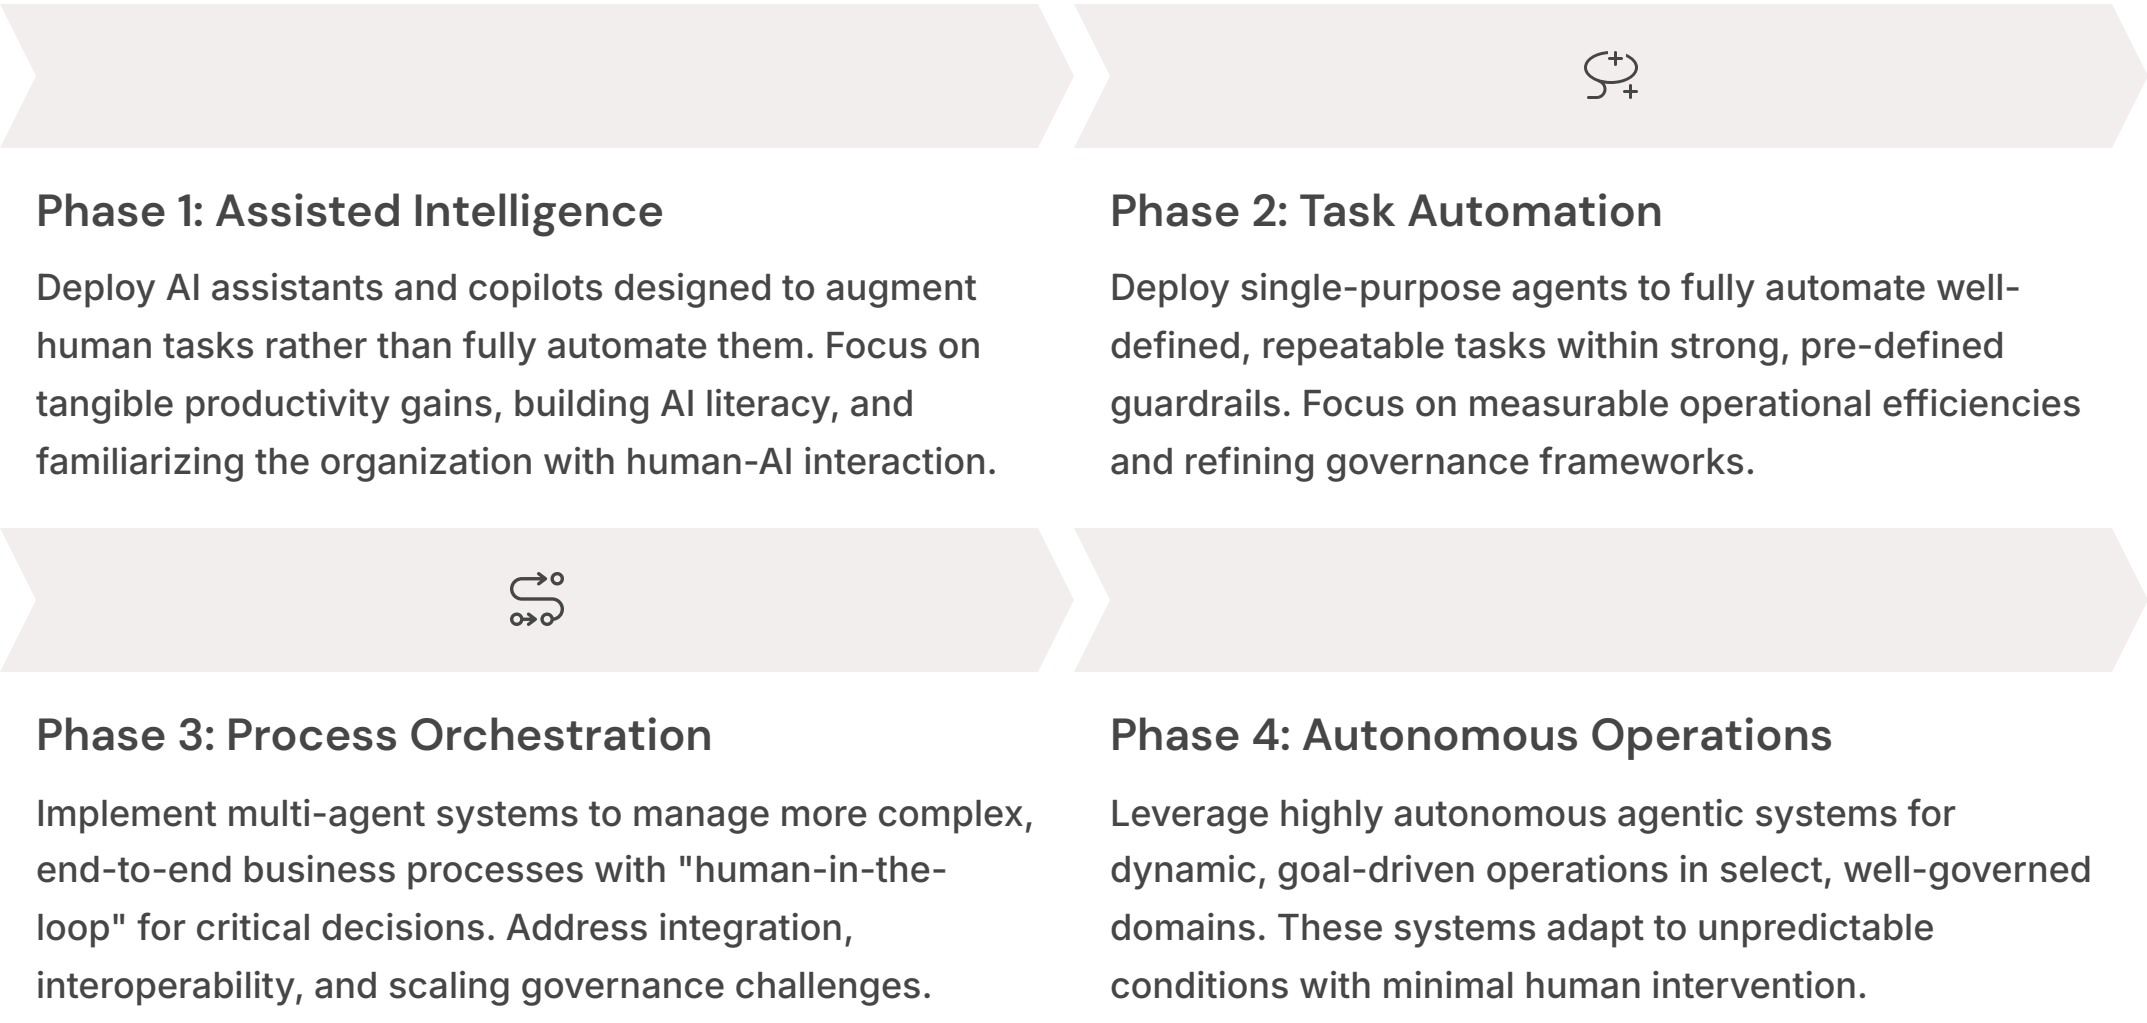 Phase 1: Assisted Intelligence
Deploy AI assistants and copilots designed to augment
human tasks rather than fully automate them. Focus on
tangible productivity gains, building AI literacy, and
familiarizing the organization with human-AI interaction.
Phase 2: Task Automation
Deploy single-purpose agents to fully automate well-
defined, repeatable tasks within strong, pre-defined
guardrails. Focus on measurable operational efficiencies
and refining governance frameworks.
Phase 3: Process Orchestration
Implement multi-agent systems to manage more complex,
end-to-end business processes with "human-in-the-
loop" for critical decisions. Address integration,
interoperability, and scaling governance challenges.
Phase 4: Autonomous Operations
Leverage highly autonomous agentic systems for
dynamic, goal-driven operations in select, well-governed
domains. These systems adapt to unpredictable
conditions with minimal human intervention.